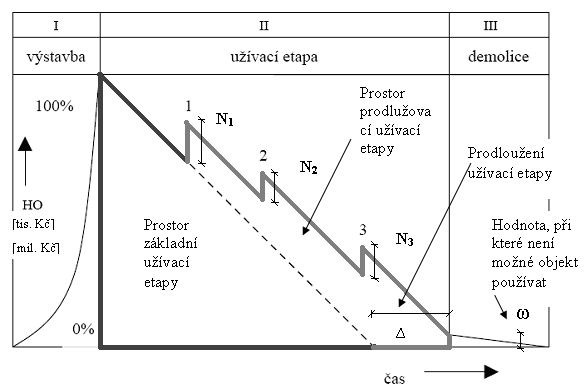 I
II
III
výstavba
užívací etapa
demolice
100%
1
N1
2
N2
3
N3
Prostor
prodlužova
cí užívací
etapy
Prodloužení
užívací etapy
HO
[tis. Kč]
[mil. Kč]
Prostor
základní
užívací
etapy
Hodnota, při
které není
možné objekt
používat
0%
Δ
ω
čas